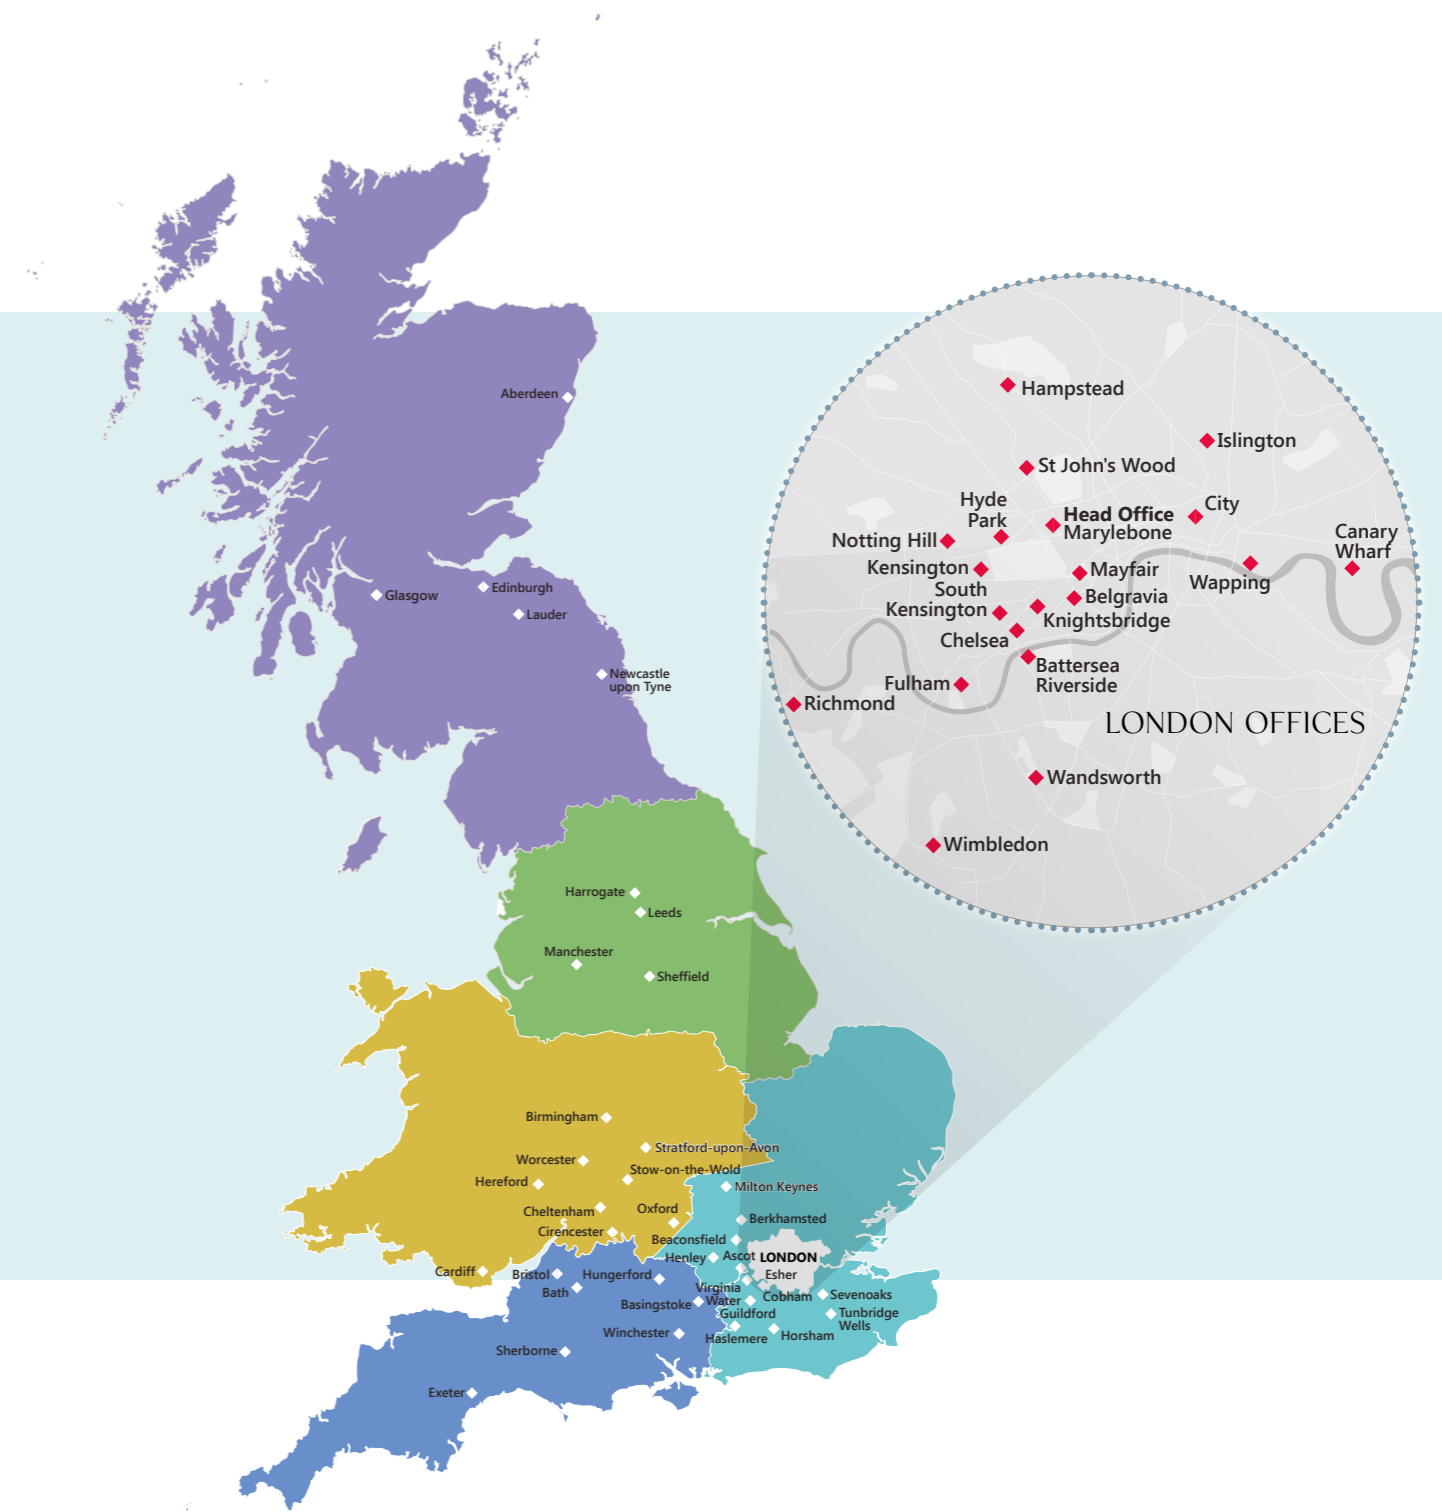 Aberdeen
Glasgow
Edinburgh
Lauder
Newcastle
upon Tyne
Hampstead
Islington
St John's Wood
Hyde
Park
City
Head Office
Marylebone
Notting Hill
Canary
Wharf
Kensington
Mayfair
Wapping
South
Kensington
Belgravia
Knightsbridge
Chelsea
Battersea
Riverside
Fulham
Richmond
LONDON OFFICES
Wandsworth
Wimbledon
Harrogate
Leeds
Manchester
Sheffield
Birmingham
Stratford-upon-Avon
Worcester
Stow-on-the-Wold
Hereford
Milton Keynes
Cheltenham
Oxford
Berkhamsted
Cirencester
Beaconsfield
Henley
Ascot
LONDON
Cardiff
Bristol
Hungerford
Esher
Bath
Virginia
Water
Cobham
Sevenoaks
Basingstoke
Guildford
Tunbridge
Wells
Winchester
Haslemere
Horsham
Sherborne
Exeter